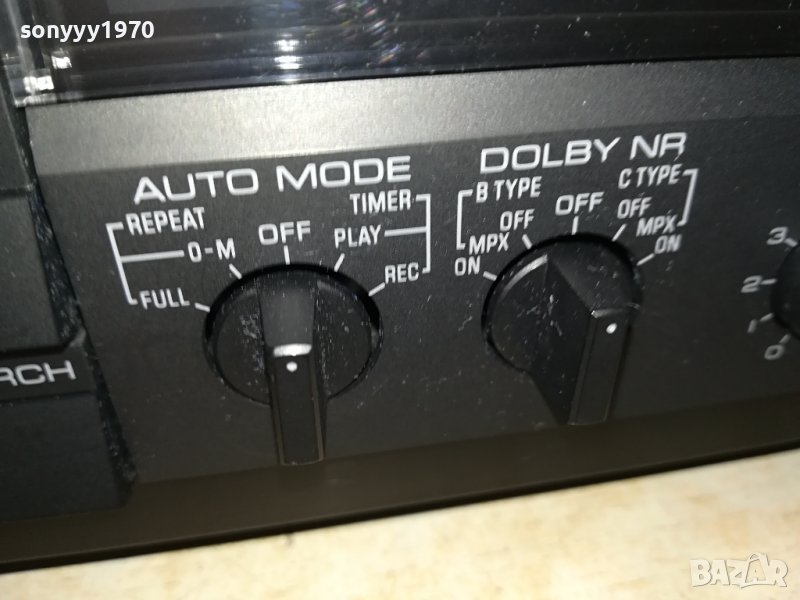 sonyyy1970
AUTO MODE
REPEAT
O-M
FULL
OFF
TIMER
PLAY
REC
DOLBY NR
B TYPE
OFF
MPX
ON
OFF
C TYPE
OFF
MPX
ON
3
2
1
0
RCH
BAZAR